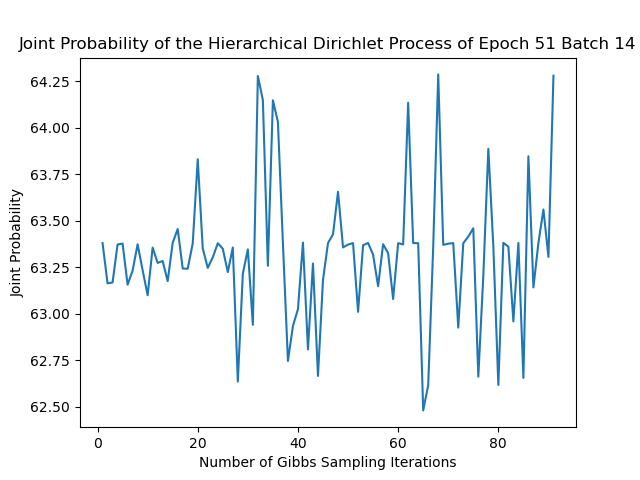 Joint Probability of the Hierarchical Dirichlet Process of Epoch 51 Batch 14
Joint Probability
64.25
64.00
63.75
63.50
63.25
63.00
62.75
62.50
0 20 40 60 80
Number of Gibbs Sampling Iterations